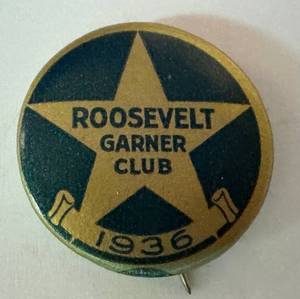 ROOSEVELT
GARNER
CLUB
1936